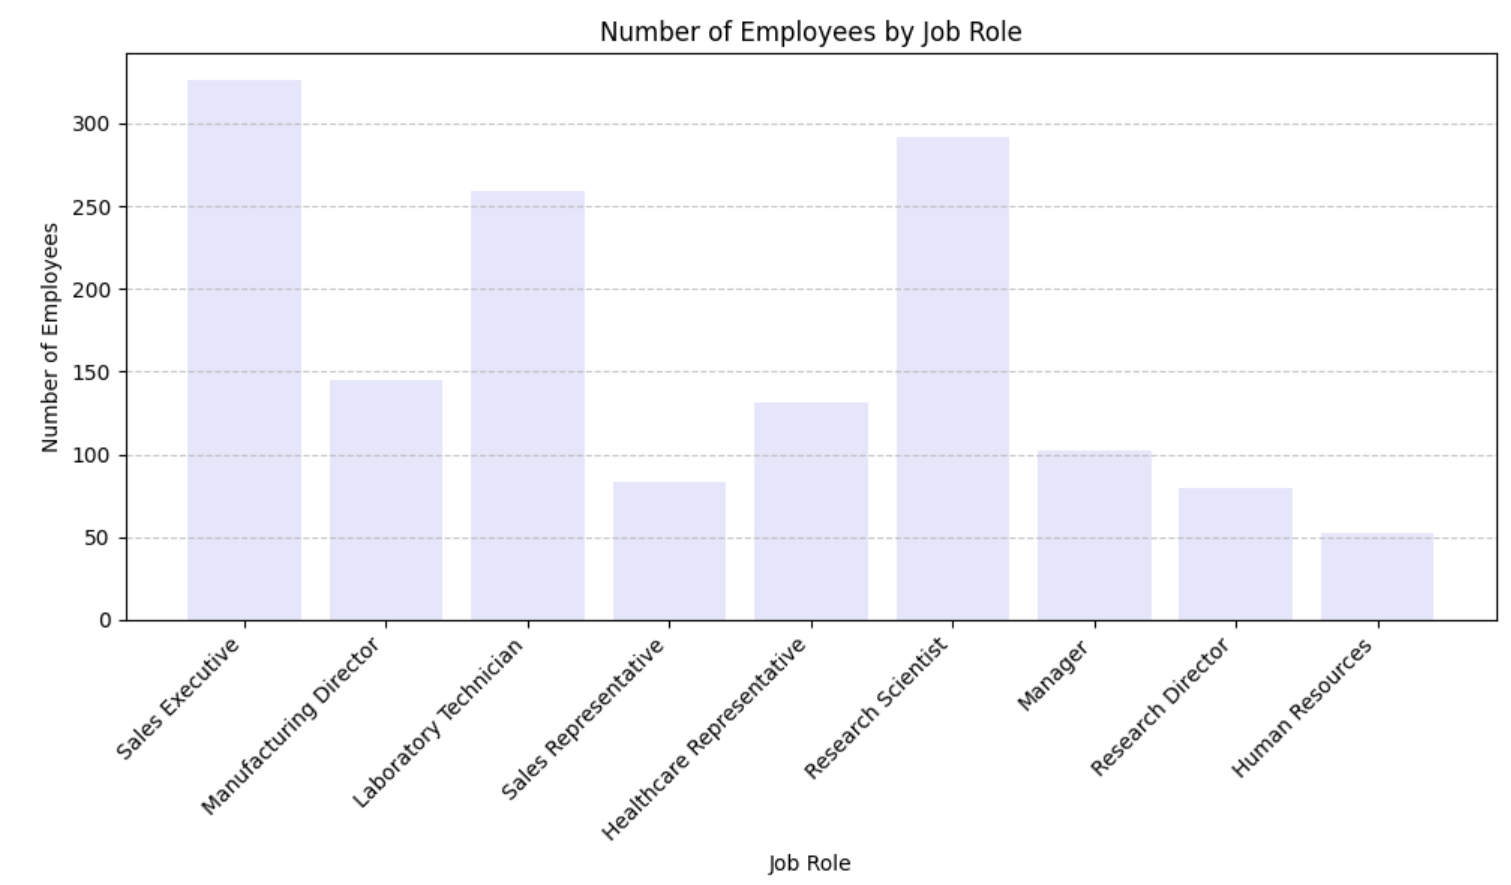 Number of Employees by Job Role
Number of Employees
300
250
200
150
100
50
0
Sales Executive
Manufacturing Director
Laboratory Technician
Sales Representative
Healthcare Representative
Research Scientist
Manager
Research Director
Human Resources
Job Role